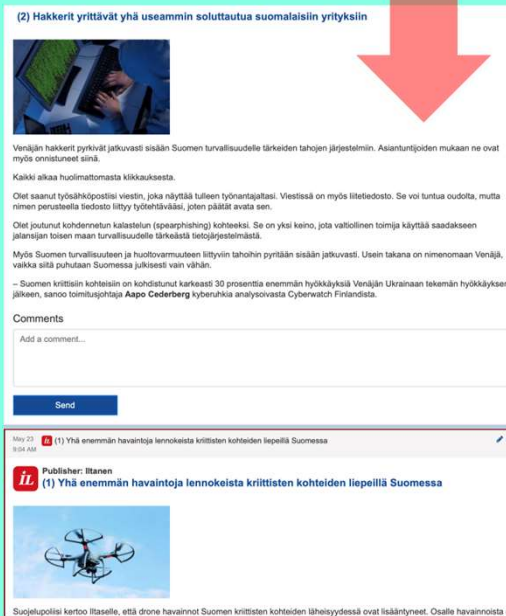 (2) Hakkerit yrittävät yhä useammin soluttautua suomalaisiin yrityksiin
Venäjän hakkerit pyrkivät jatkuvasti sisään Suomen turvallisuudelle tärkeiden tahojen järjestelmiin. Asiantuntijoiden mukaan ne ovat
myös onnistuneet siinä.
Kaikki alkaa huolimattomasta klikkauksesta.
Olet saanut työsähköpostiisi viestin, joka näyttää tulleen työnantajaltasi. Viestissä on myös liitetiedosto. Se voi tuntua oudolta, mutta
nimen perusteella tiedosto liittyy työtehtävääsi, joten päätät avata sen.
Olet joutunut kohdennetun kalastelun (spearphishing) kohteeksi. Se on yksi keino, jota valtiollinen toimija käyttää saadakseen
jalansijan toisen maan turvallisuudelle tärkeästä tietojärjestelmästä.
Myös Suomen turvallisuuteen ja huoltovarmuuteen liittyviin tahoihin pyritään sisään jatkuvasti. Usein takana on nimenomaan Venäjä,
vaikka siitä puhutaan Suomessa julkisesti vain vähän.
– Suomen kriittisiin kohteisiin on kohdistunut karkeasti 30 prosenttia enemmän hyökkäyksiä Venäjän Ukrainaan tekemän hyökkäyksen
jälkeen, sanoo toimitusjohtaja Aapo Cederberg kyberuhkia analysoivasta Cyberwatch Finlandista.
Comments
Add a comment...
Send
May 23
9:04 AM
iL (1) Yhä enemmän havaintoja lennokeista kriittisten kohteiden liepeillä Suomessa
iL
Publisher: Iltanen
(1) Yhä enemmän havaintoja lennokeista kriittisten kohteiden liepeillä Suomessa
Suojelupoliisi kertoo Iltaselle, että drone havainnot Suomen kriittisten kohteiden läheisyydessä ovat lisääntyneet. Osalle havainnoista